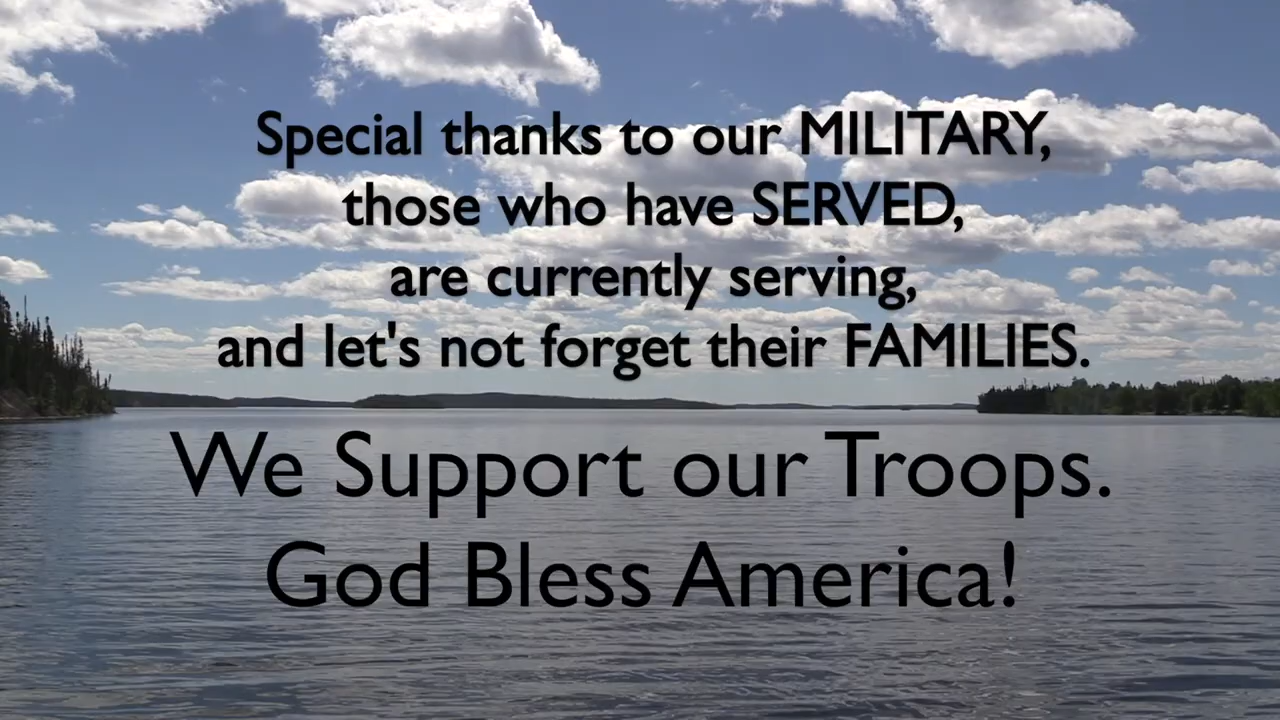 Special thanks to our MILITARY,
those who have SERVED,
are currently serving,
and let's not forget their FAMILIES.
We Support our Troops.
God Bless America!